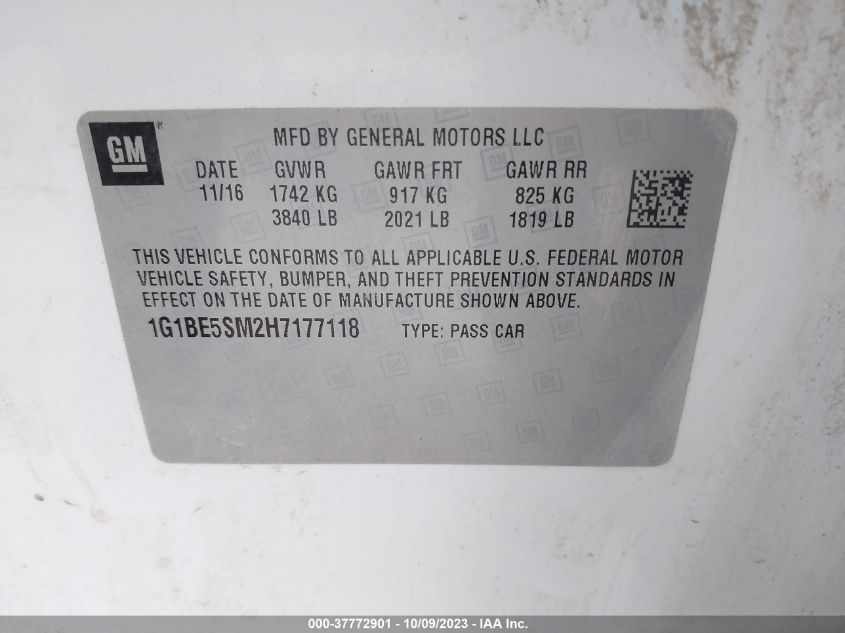 GM ®
MFD BY GENERAL MOTORS LLC
DATE GVWR GAWR FRT GAWR RR
11/16 1742 KG 917 KG 825 KG
3840 LB 2021 LB 1819 LB
THIS VEHICLE CONFORMS TO ALL APPLICABLE U.S. FEDERAL MOTOR
VEHICLE SAFETY, BUMPER, AND THEFT PREVENTION STANDARDS IN
EFFECT ON THE DATE OF MANUFACTURE SHOWN ABOVE.
1G1BE5SM2H7177118 TYPE: PASS CAR
000-37772901 - 10/09/2023 - IAA Inc.